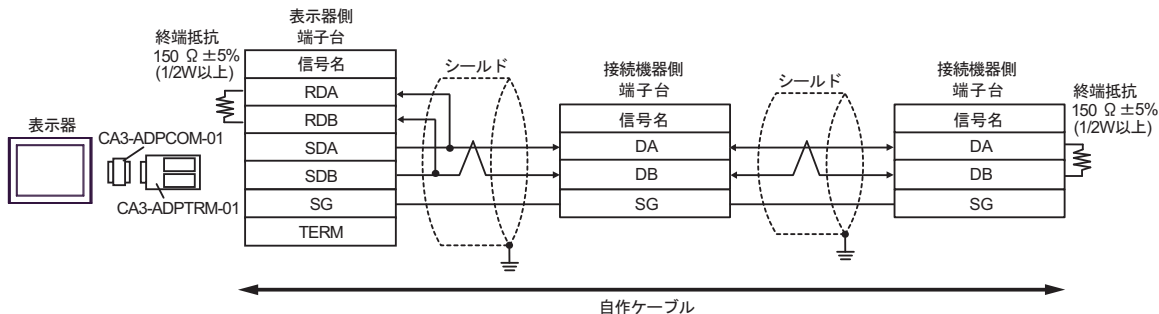 表示器
CA3-ADPCOM-01
CA3-ADPTRM-01
終端抵抗
150 Ω ±5%
(1/2W以上)
表示器側
端子台
信号名
RDA
RDB
SDA
SDB
SG
TERM
シールド
接続機器側
端子台
信号名
DA
DB
SG
シールド
接続機器側
端子台
信号名
DA
DB
SG
終端抵抗
150 Ω ±5%
(1/2W以上)
自作ケーブル